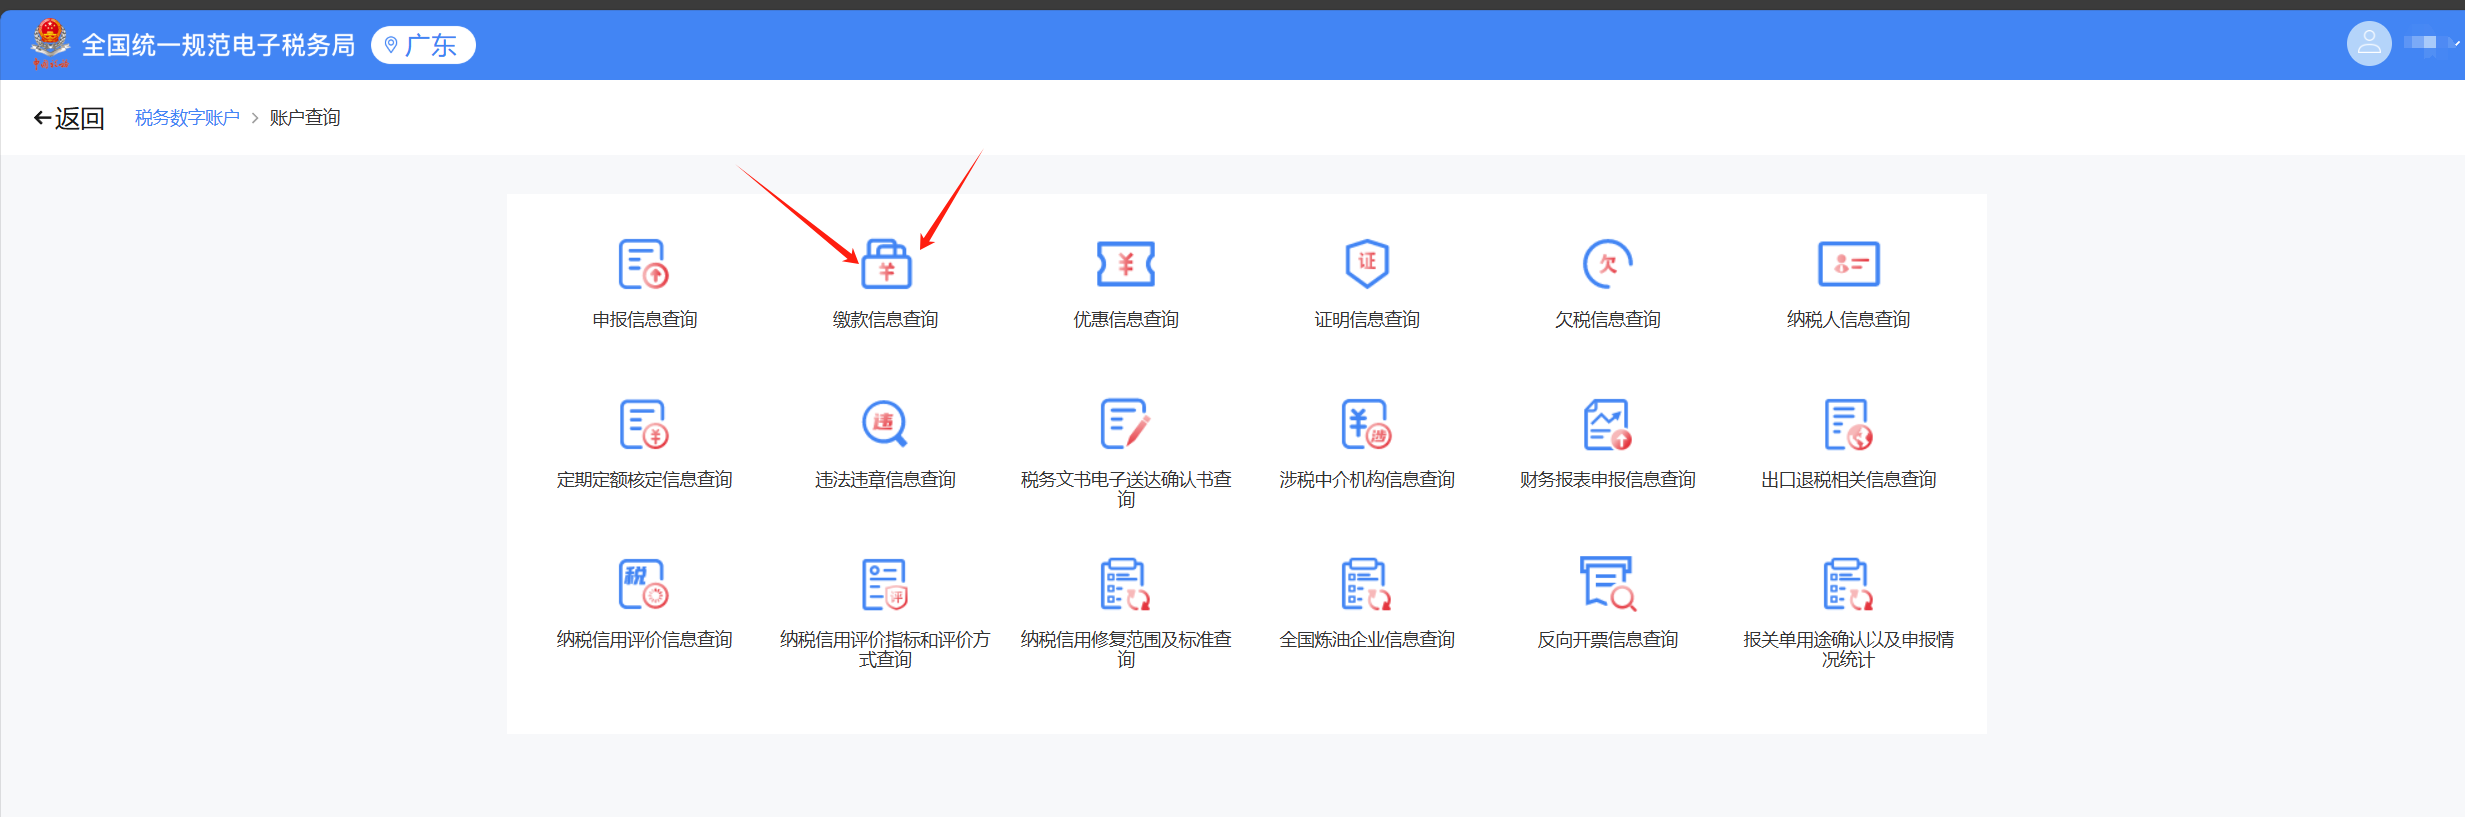 全国统一规范电子税务局 广东
返回 税务数字账户 > 账户查询
申报信息查询 缴款信息查询 优惠信息查询 证明信息查询 欠税信息查询 纳税人信息查询
定期定额核定信息查询 违法违章信息查询 税务文书电子送达确认书查 涉税中介机构信息查询 财务报表申报信息查询 出口退税相关信息查询
询
纳税信用评价信息查询 纳税信用评价指标和评价方 纳税信用修复范围及标准查 全国炼油企业信息查询 反向开票信息查询 报关单用途确认以及申报情
式查询 询 况统计